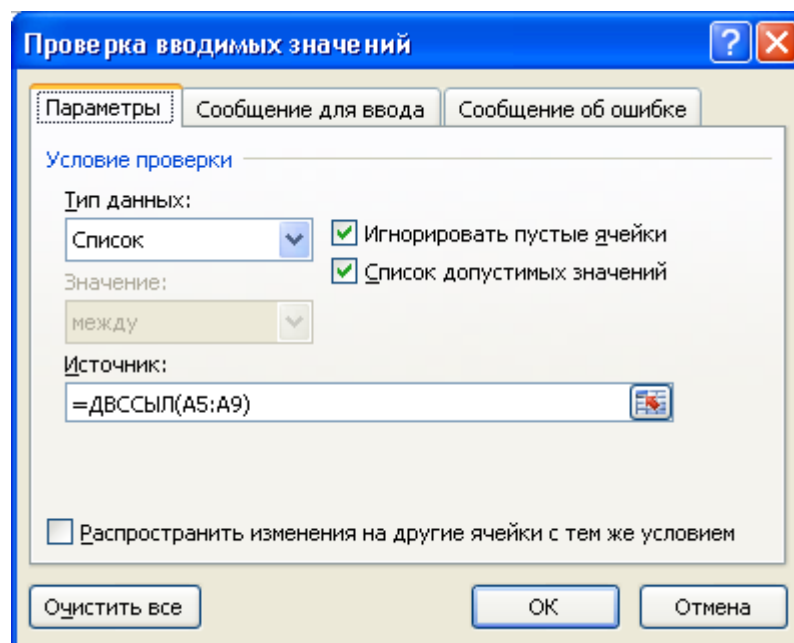 Проверка вводимых значений
Параметры Сообщение для ввода Сообщение об ошибке
Условие проверки
Тип данных:
Список
Игнорировать пустые ячейки
Список допустимых значений
Значение:
между
Источник:
=ДВССЫЛ(A5:A9)
Распространить изменения на другие ячейки с тем же условием
Очистить все ОК Отмена